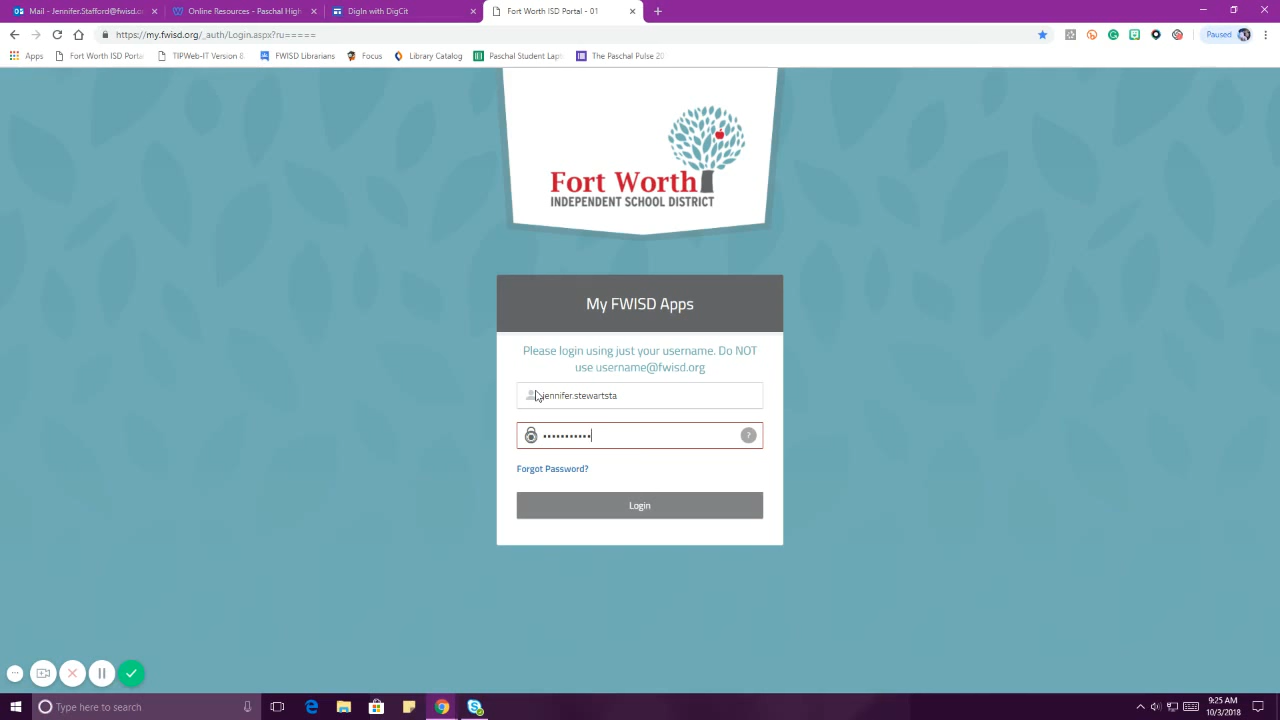 Mail - Jennifer.Stafford@fwisd.o
Online Resources - Paschal High
DigIn with DigCit
Fort Worth ISD Portal - 01
https://my.fwisd.org/_auth/Login.aspx?ru=====
Paused
Apps
Fort Worth ISD Porta
TIPWeb-IT Version 8
FWISD Librarians
Focus
Library Catalog
Paschal Student Lapt
The Paschal Pulse 20
Fort Worth
INDEPENDENT SCHOOL DISTRICT
My FWISD Apps
Please login using just your username. Do NOT
use username@fwisd.org
jennifer.stewartsta
Forgot Password?
Login
Type here to search
9:25 AM
10/3/2018